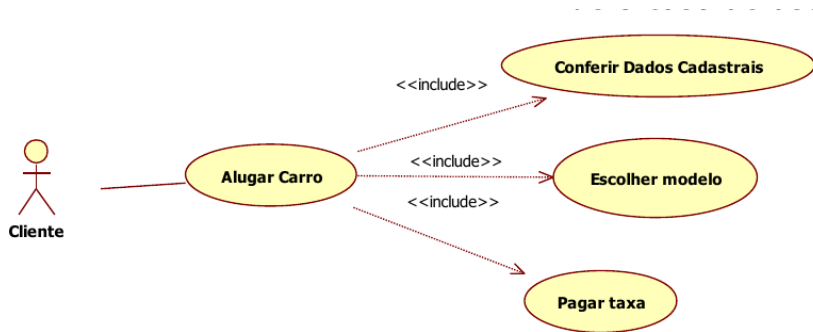 Conferir Dados Cadastrais
<<include>>
Alugar Carro
<<include>>
Escolher modelo
<<include>>
Cliente
Pagar taxa